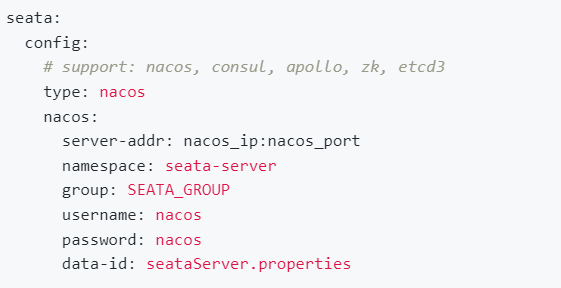 seata:
  config:
    # support: nacos, consul, apollo, zk, etcd3
    type: nacos
    nacos:
      server-addr: nacos_ip:nacos_port
      namespace: seata-server
      group: SEATA_GROUP
      username: nacos
      password: nacos
      data-id: seataServer.properties